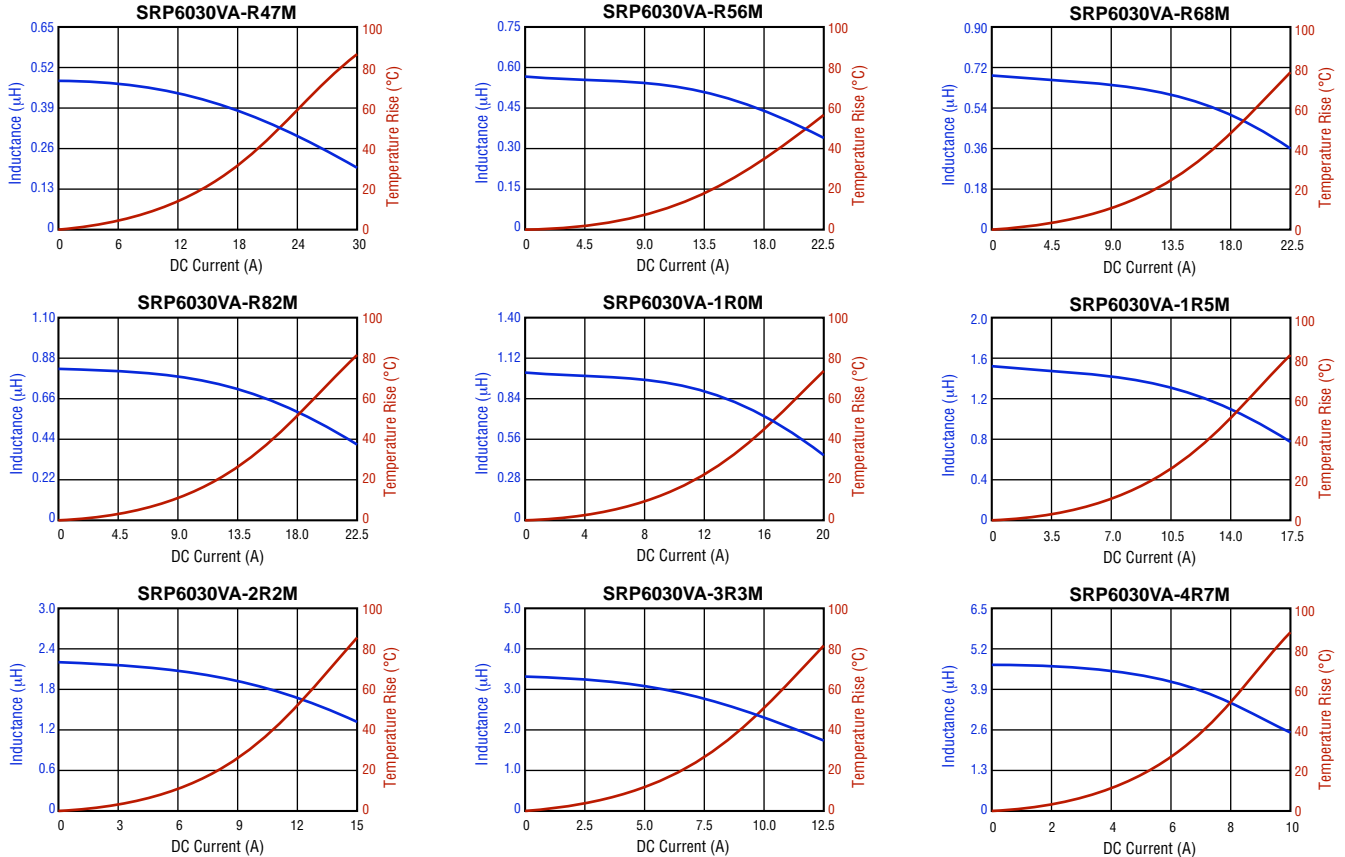 SRP6030VA-R47M
0.65
0.52
0.39
0.26
0.13
0
Inductance (μH)
100
80
60
40
20
0
Temperature Rise (°C)
0 6 12 18 24 30
DC Current (A)
SRP6030VA-R56M
0.75
0.60
0.45
0.30
0.15
0
Inductance (μH)
100
80
60
40
20
0
Temperature Rise (°C)
0 4.5 9.0 13.5 18.0 22.5
DC Current (A)
SRP6030VA-R68M
0.90
0.72
0.54
0.36
0.18
0
Inductance (μH)
100
80
60
40
20
0
Temperature Rise (°C)
0 4.5 9.0 13.5 18.0 22.5
DC Current (A)
SRP6030VA-R82M
1.10
0.88
0.66
0.44
0.22
0
Inductance (μH)
100
80
60
40
20
0
Temperature Rise (°C)
0 4.5 9.0 13.5 18.0 22.5
DC Current (A)
SRP6030VA-1R0M
1.40
1.12
0.84
0.56
0.28
0
Inductance (μH)
100
80
60
40
20
0
Temperature Rise (°C)
0 4 8 12 16 20
DC Current (A)
SRP6030VA-1R5M
2.0
1.6
1.2
0.8
0.4
0
Inductance (μH)
100
80
60
40
20
0
Temperature Rise (°C)
0 3.5 7.0 10.5 14.0 17.5
DC Current (A)
SRP6030VA-2R2M
3.0
2.4
1.8
1.2
0.6
0
Inductance (μH)
100
80
60
40
20
0
Temperature Rise (°C)
0 3 6 9 12 15
DC Current (A)
SRP6030VA-3R3M
5.0
4.0
3.0
2.0
1.0
0
Inductance (μH)
100
80
60
40
20
0
Temperature Rise (°C)
0 2.5 5.0 7.5 10.0 12.5
DC Current (A)
SRP6030VA-4R7M
6.5
5.2
3.9
2.6
1.3
0
Inductance (μH)
100
80
60
40
20
0
Temperature Rise (°C)
0 2 4 6 8 10
DC Current (A)